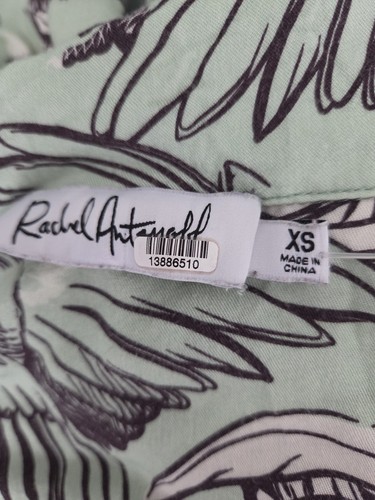 Rachel Antonoff
13886510
XS
MADE IN
CHINA